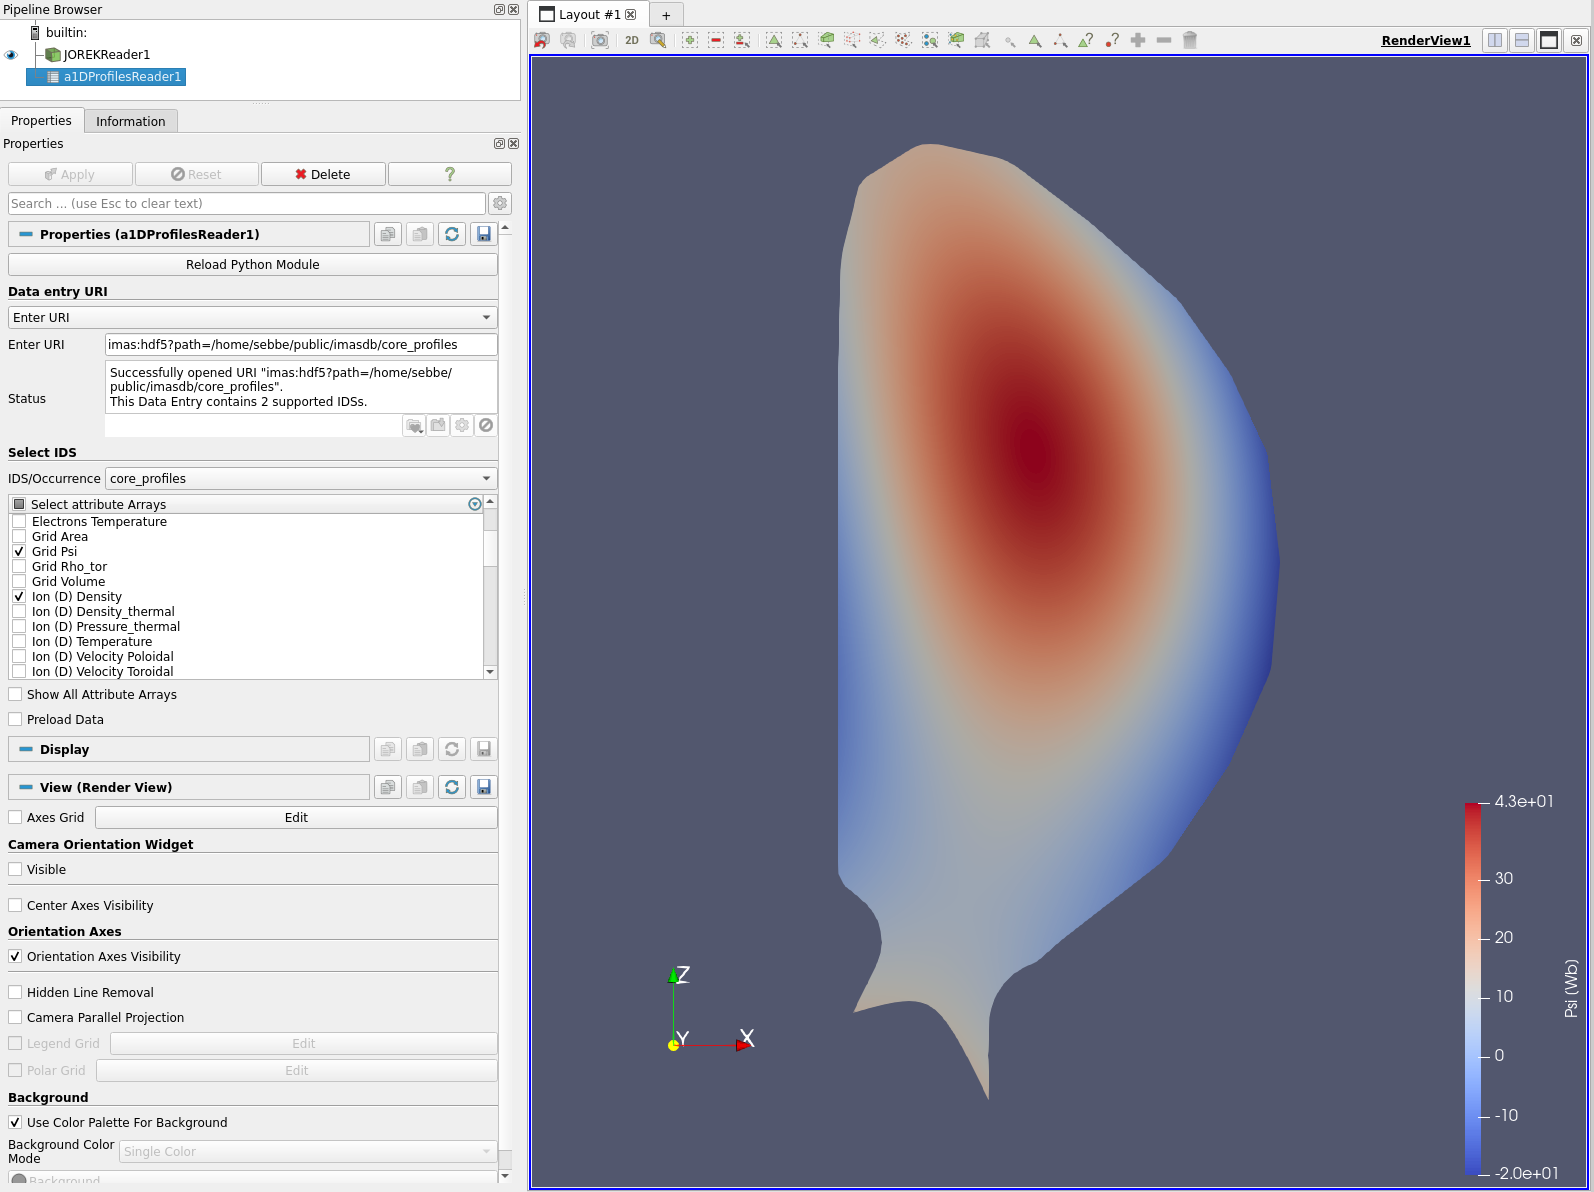 Pipeline Browser
builtin:
JOREKReader1
a1DProfilesReader1
Properties
Information
Properties
Apply
Reset
Delete
?
Search ... (use Esc to clear text)
Properties (a1DProfilesReader1)
Reload Python Module
Data entry URI
Enter URI
Enter URI
imas:hdf5?path=/home/sebbe/public/imasdb/core_profiles
Status
Successfully opened URI "imas:hdf5?path=/home/sebbe/
public/imasdb/core_profiles".
This Data Entry contains 2 supported IDSs.
Select IDS
IDS/Occurrence
core_profiles
Select attribute Arrays
Electrons Temperature
Grid Area
Grid Psi
Grid Rho_tor
Grid Volume
Ion (D) Density
Ion (D) Density_thermal
Ion (D) Pressure_thermal
Ion (D) Temperature
Ion (D) Velocity Poloidal
Ion (D) Velocity Toroidal
Show All Attribute Arrays
Preload Data
Display
View (Render View)
Axes Grid
Edit
Camera Orientation Widget
Visible
Center Axes Visibility
Orientation Axes
Orientation Axes Visibility
Hidden Line Removal
Camera Parallel Projection
Legend Grid
Edit
Polar Grid
Edit
Background
Use Color Palette For Background
Background Color
Mode
Single Color
Background
Layout #1
+
2D
RenderView1
Z
Y
X
4.3e+01
30
20
10
0
-10
-2.0e+01
Psi (Wb)